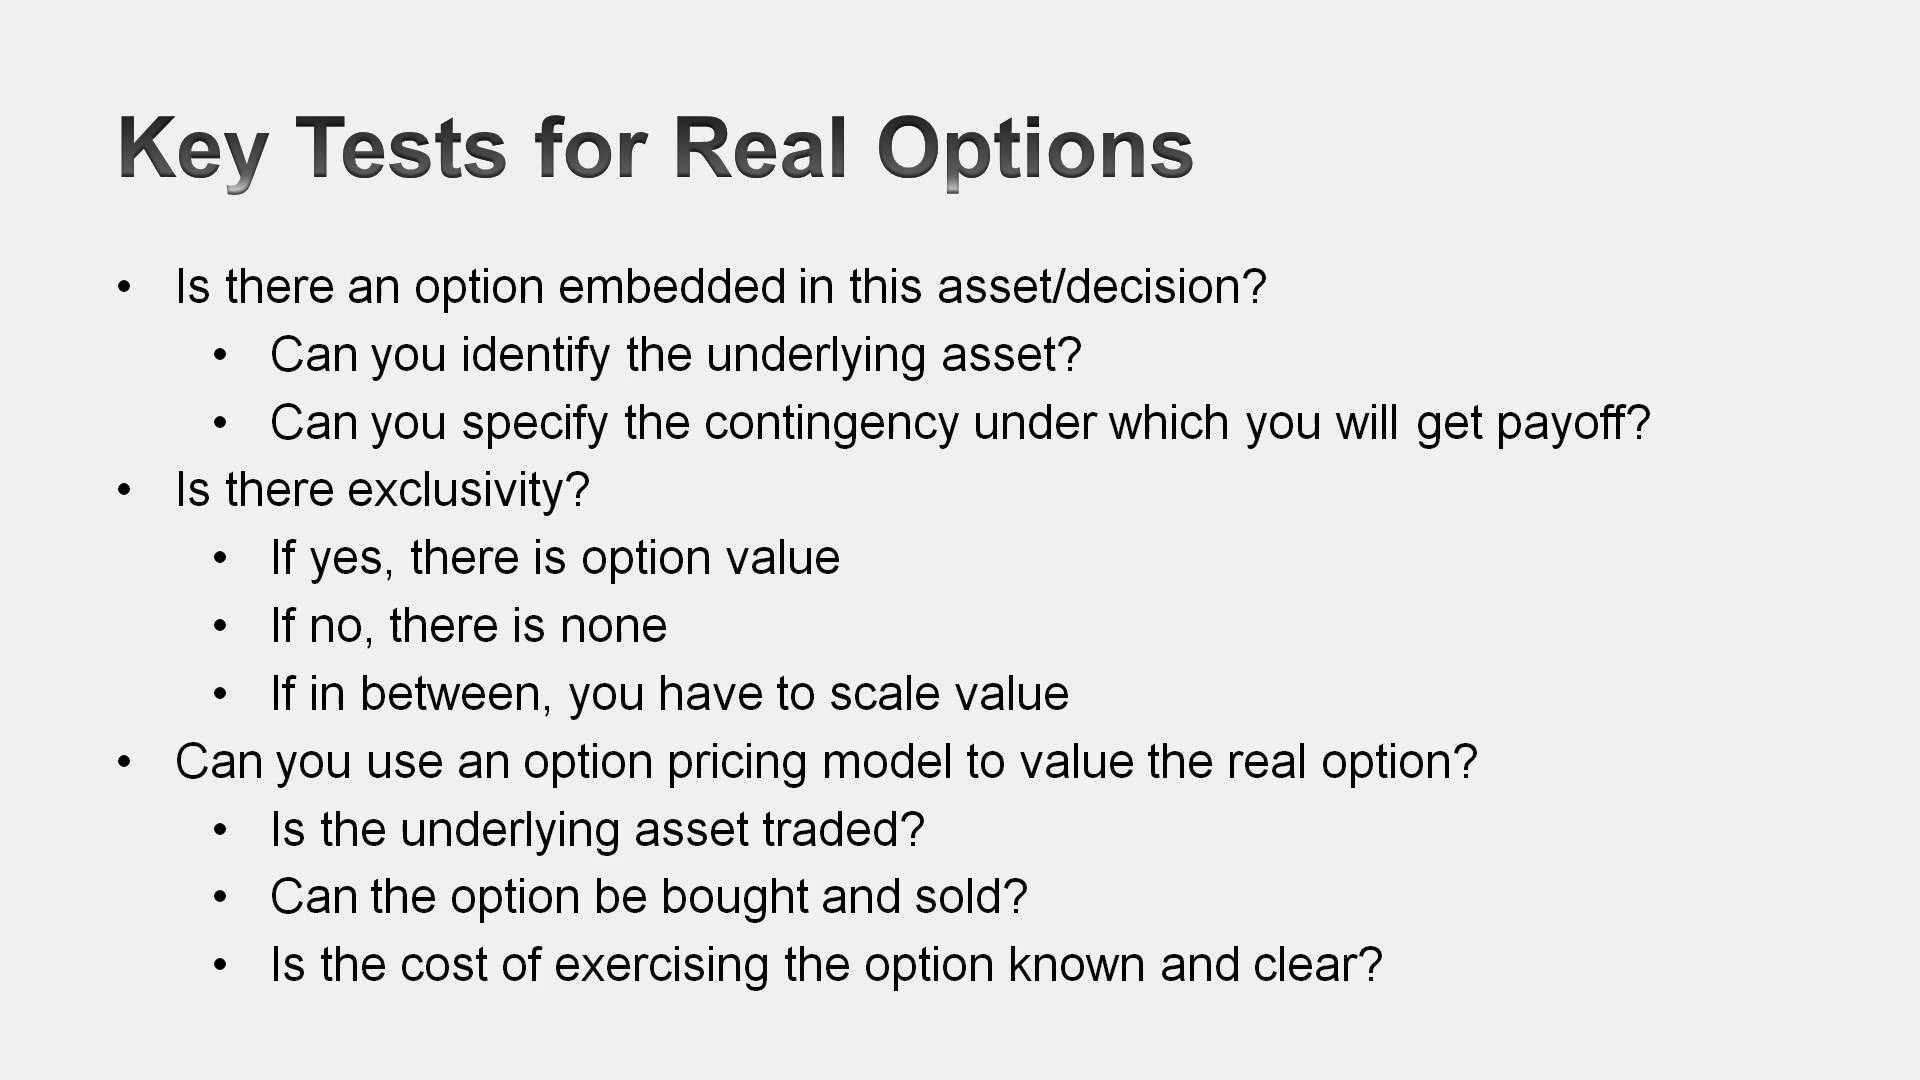 Key Tests for Real Options
• Is there an option embedded in this asset/decision?
• Can you identify the underlying asset?
• Can you specify the contingency under which you will get payoff?
• Is there exclusivity?
• If yes, there is option value
• If no, there is none
• If in between, you have to scale value
• Can you use an option pricing model to value the real option?
• Is the underlying asset traded?
• Can the option be bought and sold?
• Is the cost of exercising the option known and clear?